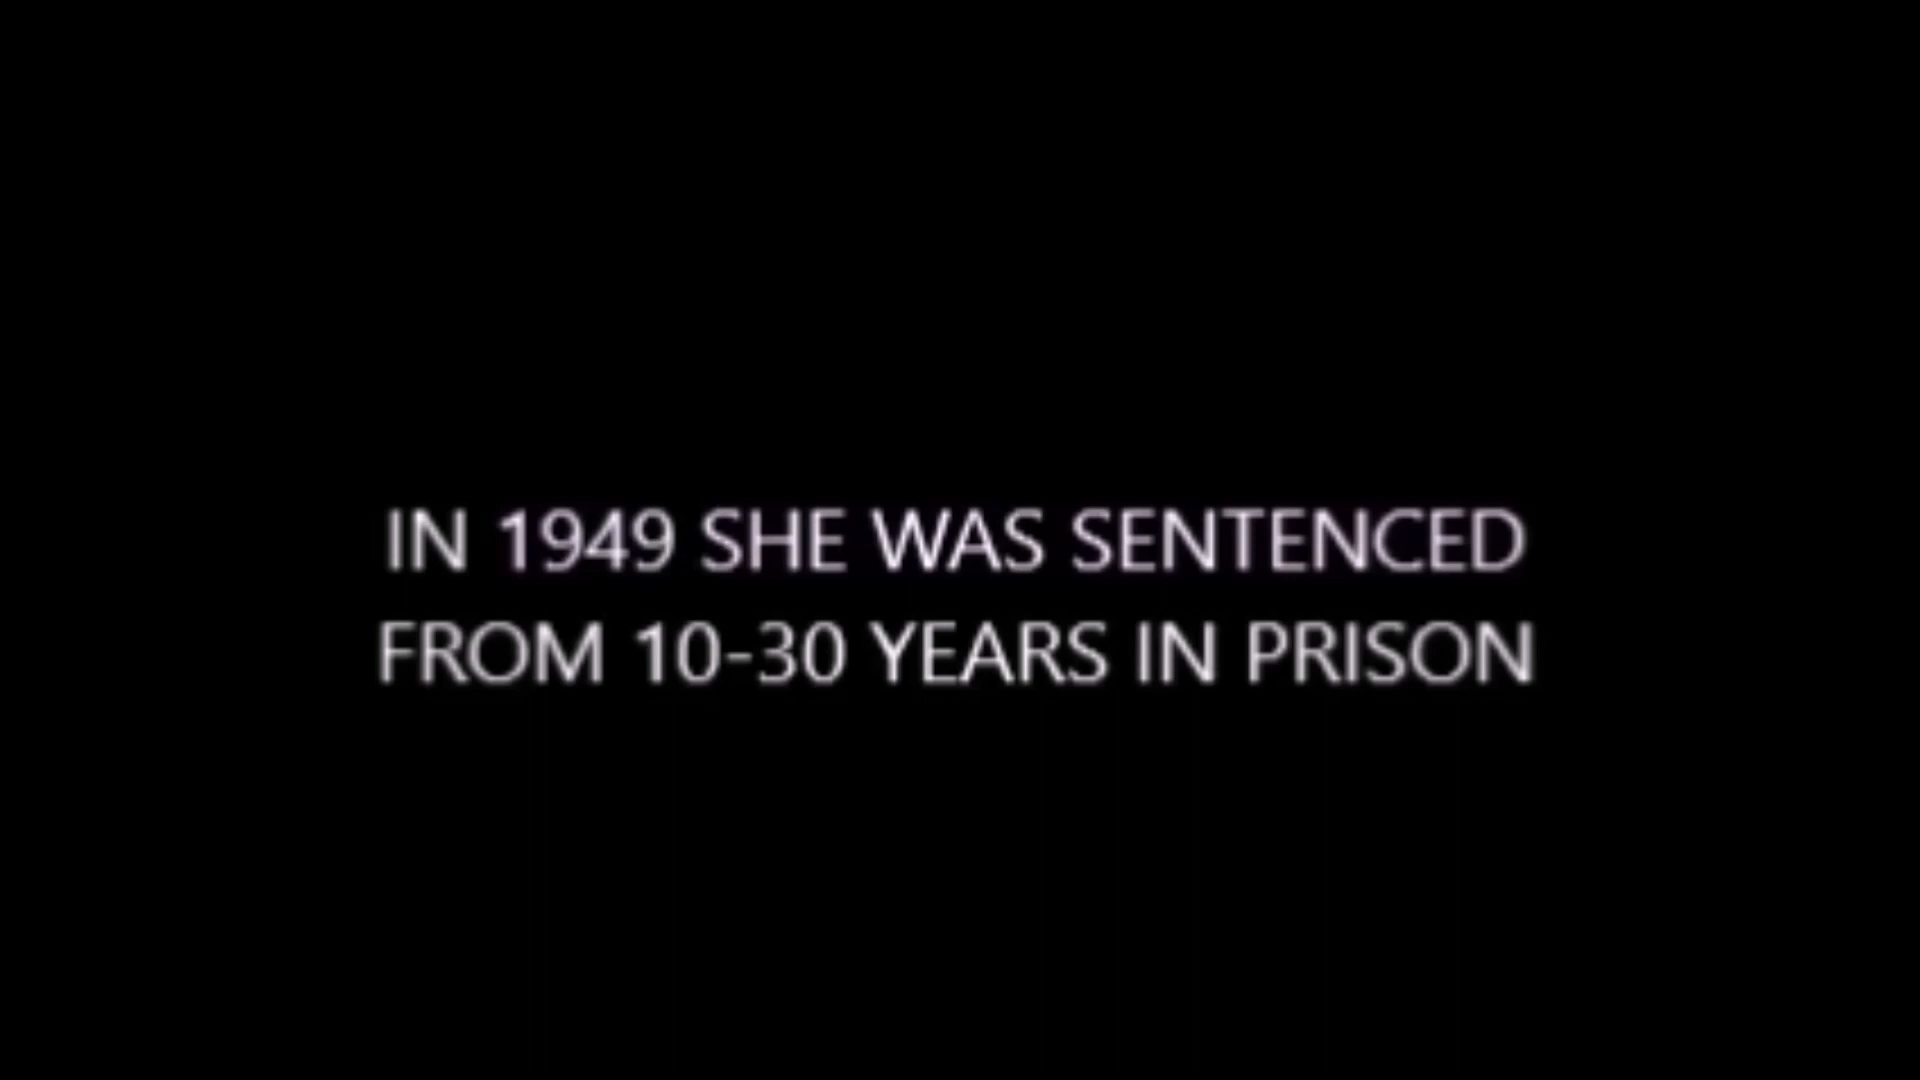 IN 1949 SHE WAS SENTENCED
FROM 10-30 YEARS IN PRISON